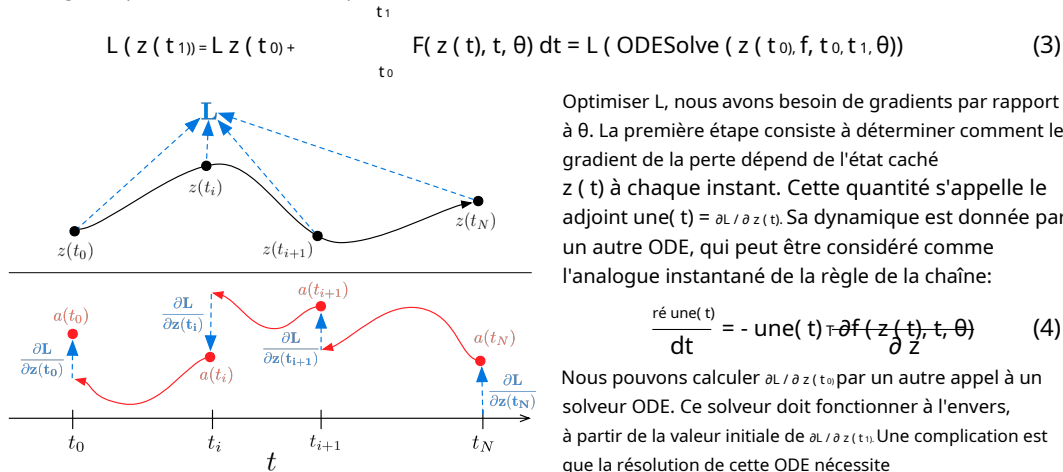 t 1
L ( z ( t 1)) = L z ( t 0) + F( z ( t), t, θ) dt = L ( ODESolve ( z ( t 0), f, t 0, t 1, θ)) (3)
t 0
L
z(t_i)
z(t_0)
z(t_{i+1})
z(t_N)
a(t_0)
∂L/∂z(t_0)
∂L/∂z(t_i)
a(t_i)
a(t_{i+1})
∂L/∂z(t_{i+1})
a(t_N)
∂L/∂z(t_N)
t_0 t_i t_{i+1} t_N
t
Optimiser L, nous avons besoin de gradients par rapport
à θ. La première étape consiste à déterminer comment le
gradient de la perte dépend de l'état caché
z ( t) à chaque instant. Cette quantité s'appelle le
adjoint une( t) = ∂L / ∂ z ( t). Sa dynamique est donnée par
un autre ODE, qui peut être considéré comme
l'analogue instantané de la règle de la chaîne:
ré une( t)
dt
= - une( t) T ∂f ( z ( t), t, θ) (4)
∂ z
Nous pouvons calculer ∂L / ∂ z ( t 0) par un autre appel à un
solveur ODE. Ce solveur doit fonctionner à l'envers,
à partir de la valeur initiale de ∂L / ∂ z ( t 1). Une complication est
que la résolution de cette ODE nécessite